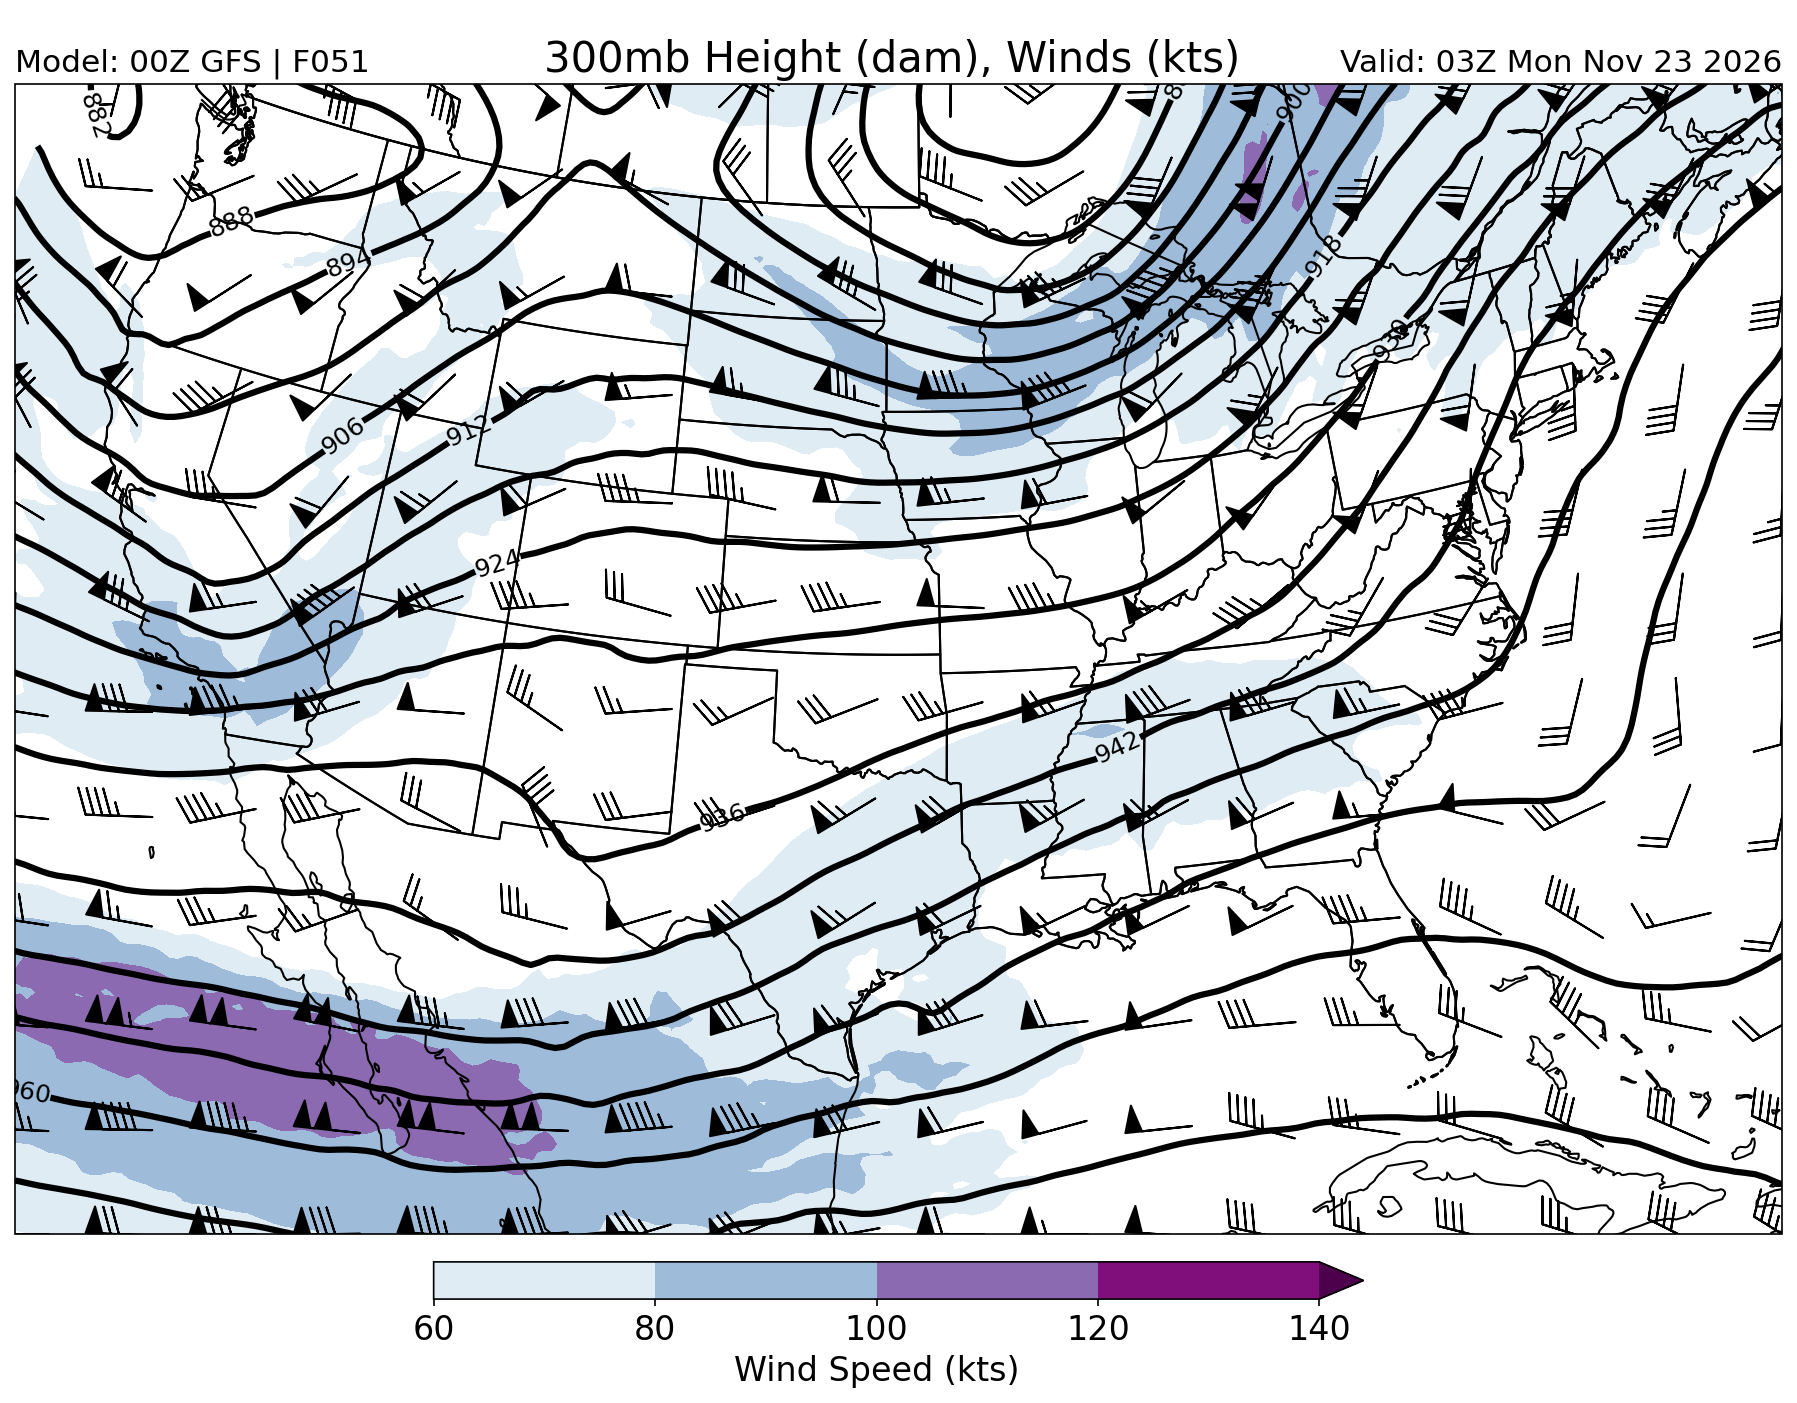 Model: 00Z GFS | F051
300mb Height (dam), Winds (kts)
Valid: 03Z Mon Nov 23 2026
882
900
888
894
918
930
906
912
924
942
936
960
60 80 100 120 140
Wind Speed (kts)